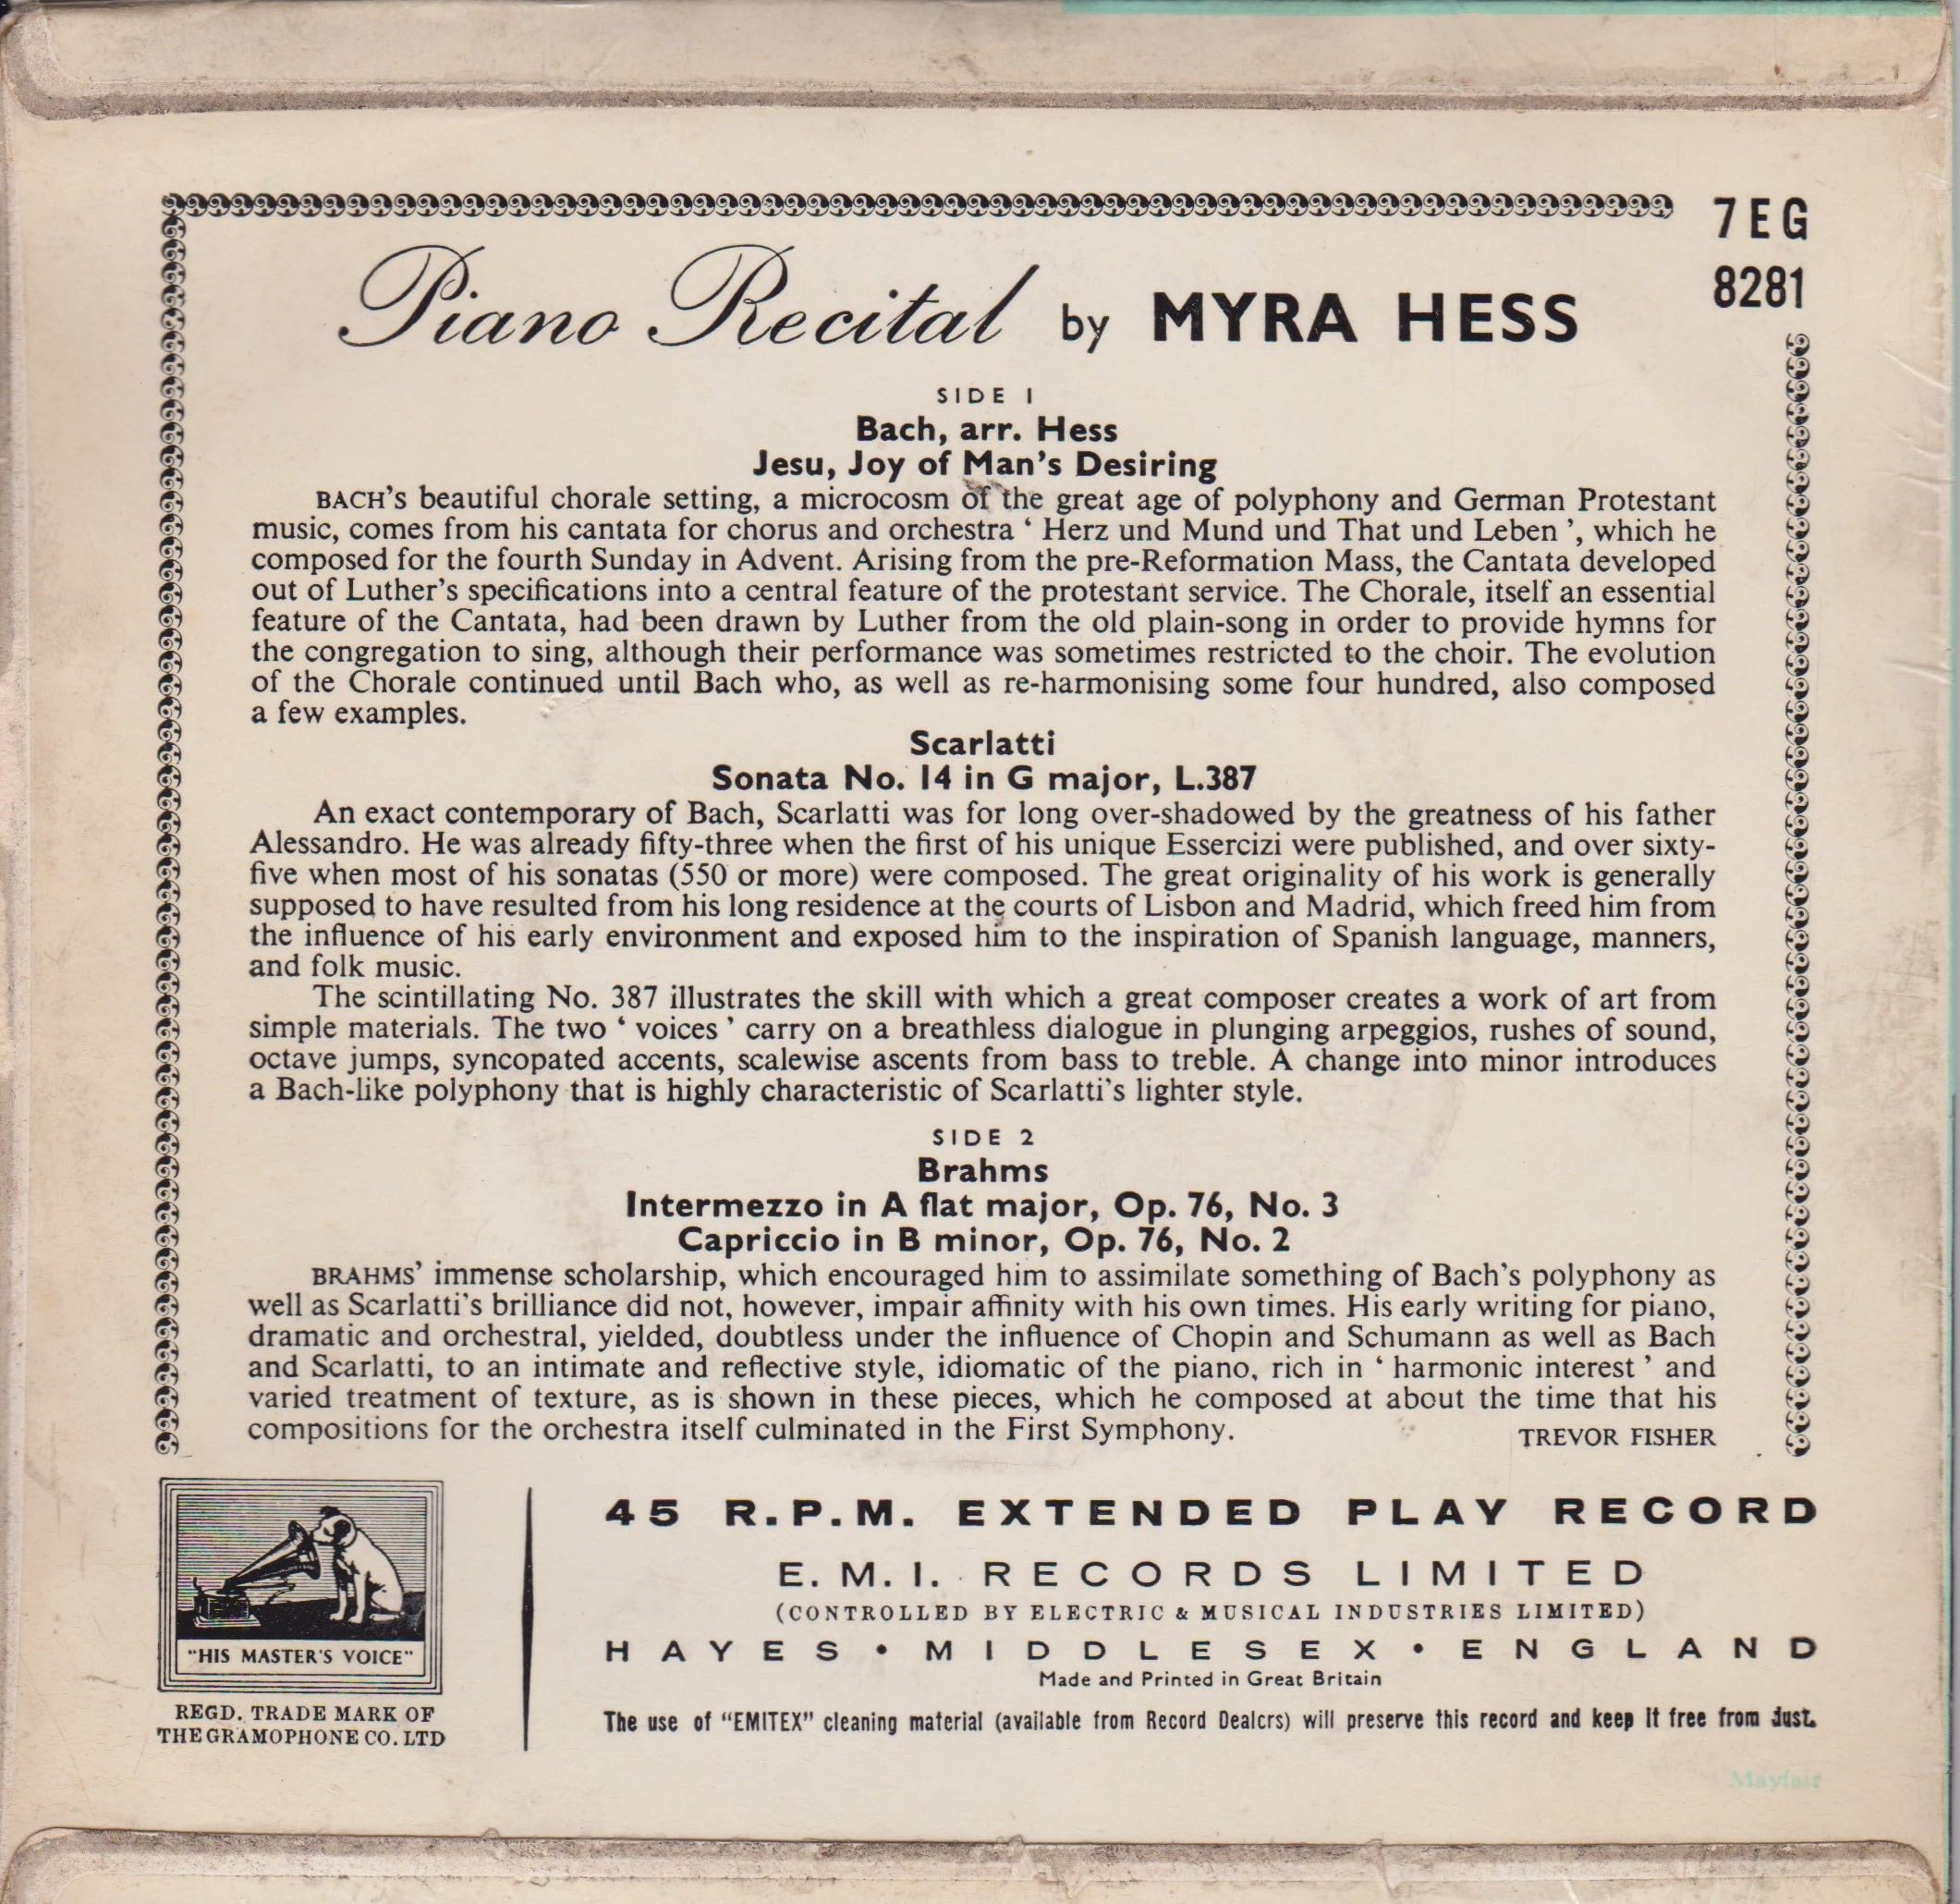 7EG
8281
Piano Recital by MYRA HESS
SIDE 1
Bach, arr. Hess
Jesu, Joy of Man's Desiring
BACH's beautiful chorale setting, a microcosm of the great age of polyphony and German Protestant
music, comes from his cantata for chorus and orchestra ‘ Herz und Mund und That und Leben ’, which he
composed for the fourth Sunday in Advent. Arising from the pre-Reformation Mass, the Cantata developed
out of Luther's specifications into a central feature of the protestant service. The Chorale, itself an essential
feature of the Cantata, had been drawn by Luther from the old plain-song in order to provide hymns for
the congregation to sing, although their performance was sometimes restricted to the choir. The evolution
of the Chorale continued until Bach who, as well as re-harmonising some four hundred, also composed
a few examples.
Scarlatti
Sonata No. 14 in G major, L.387
An exact contemporary of Bach, Scarlatti was for long over-shadowed by the greatness of his father
Alessandro. He was already fifty-three when the first of his unique Essercizi were published, and over sixty-
five when most of his sonatas (550 or more) were composed. The great originality of his work is generally
supposed to have resulted from his long residence at the courts of Lisbon and Madrid, which freed him from
the influence of his early environment and exposed him to the inspiration of Spanish language, manners,
and folk music.
The scintillating No. 387 illustrates the skill with which a great composer creates a work of art from
simple materials. The two ‘ voices ’ carry on a breathless dialogue in plunging arpeggios, rushes of sound,
octave jumps, syncopated accents, scalewise ascents from bass to treble. A change into minor introduces
a Bach-like polyphony that is highly characteristic of Scarlatti's lighter style.
SIDE 2
Brahms
Intermezzo in A flat major, Op. 76, No. 3
Capriccio in B minor, Op. 76, No. 2
BRAHMS' immense scholarship, which encouraged him to assimilate something of Bach's polyphony as
well as Scarlatti's brilliance did not, however, impair affinity with his own times. His early writing for piano,
dramatic and orchestral, yielded, doubtless under the influence of Chopin and Schumann as well as Bach
and Scarlatti, to an intimate and reflective style, idiomatic of the piano, rich in ‘ harmonic interest ’ and
varied treatment of texture, as is shown in these pieces, which he composed at about the time that his
compositions for the orchestra itself culminated in the First Symphony.
TREVOR FISHER
"HIS MASTER'S VOICE"
REGD. TRADE MARK OF
THE GRAMOPHONE CO. LTD
45 R.P.M. EXTENDED PLAY RECORD
E.M.I. RECORDS LIMITED
(CONTROLLED BY ELECTRIC & MUSICAL INDUSTRIES LIMITED)
HAYES • MIDDLESEX • ENGLAND
Made and Printed in Great Britain
The use of "EMITEX" cleaning material (available from Record Dealers) will preserve this record and keep it free from dust.
Mayfair